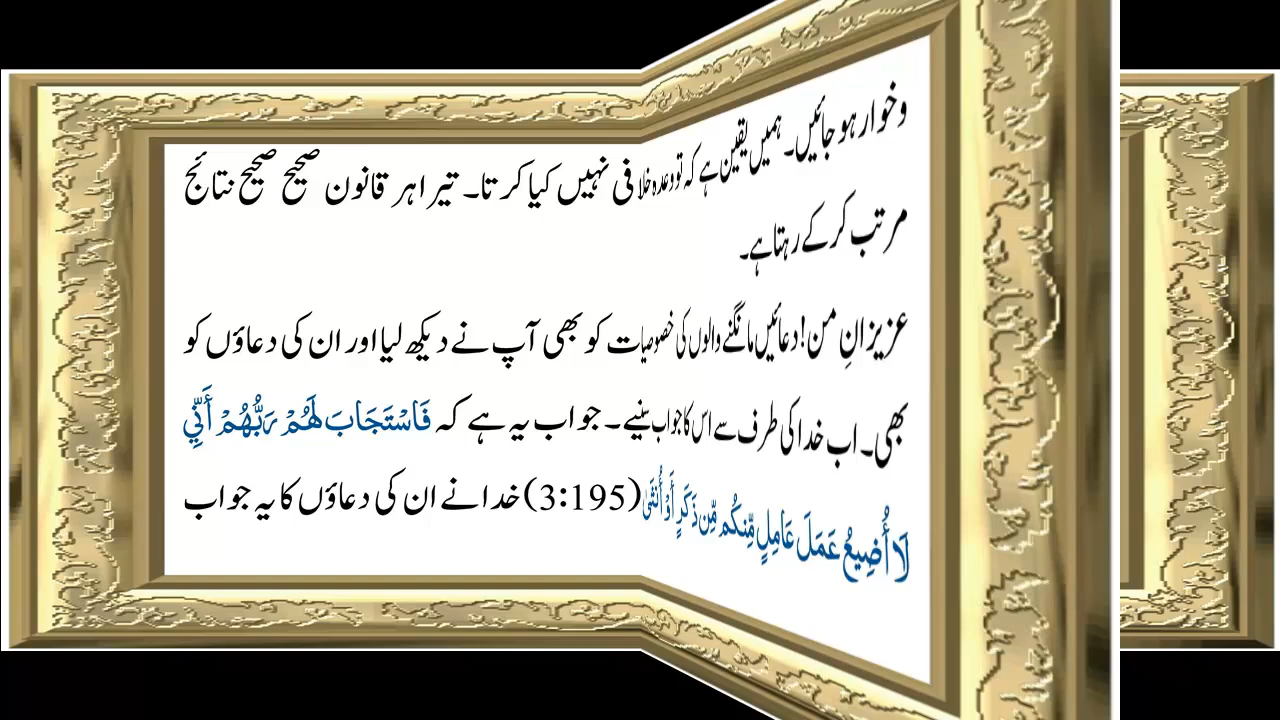 و خوار ہو جائیں۔ ہمیں یقین ہے کہ تو وعدہ خلافی نہیں کیا کرتا۔ تیرا ہر قانون صحیح صحیح نتائج
مرتب کر کے رہتا ہے۔
عزیزانِ من! دعائیں مانگنے والوں کی خصوصیات کو بھی آپ نے دیکھ لیا اور ان کی دعاؤں کو
بھی۔ اب خدا کی طرف سے اس کا جواب سنیے۔ جواب یہ ہے کہ فَاسْتَجَابَ لَهُمْ رَبُّهُمْ أَنِّي
لَا أُضِيعُ عَمَلَ عَامِلٍ مِّنكُم مِّن ذَكَرٍ أَوْ أُنثَىٰ (3:195) خدا نے ان کی دعاؤں کا یہ جواب